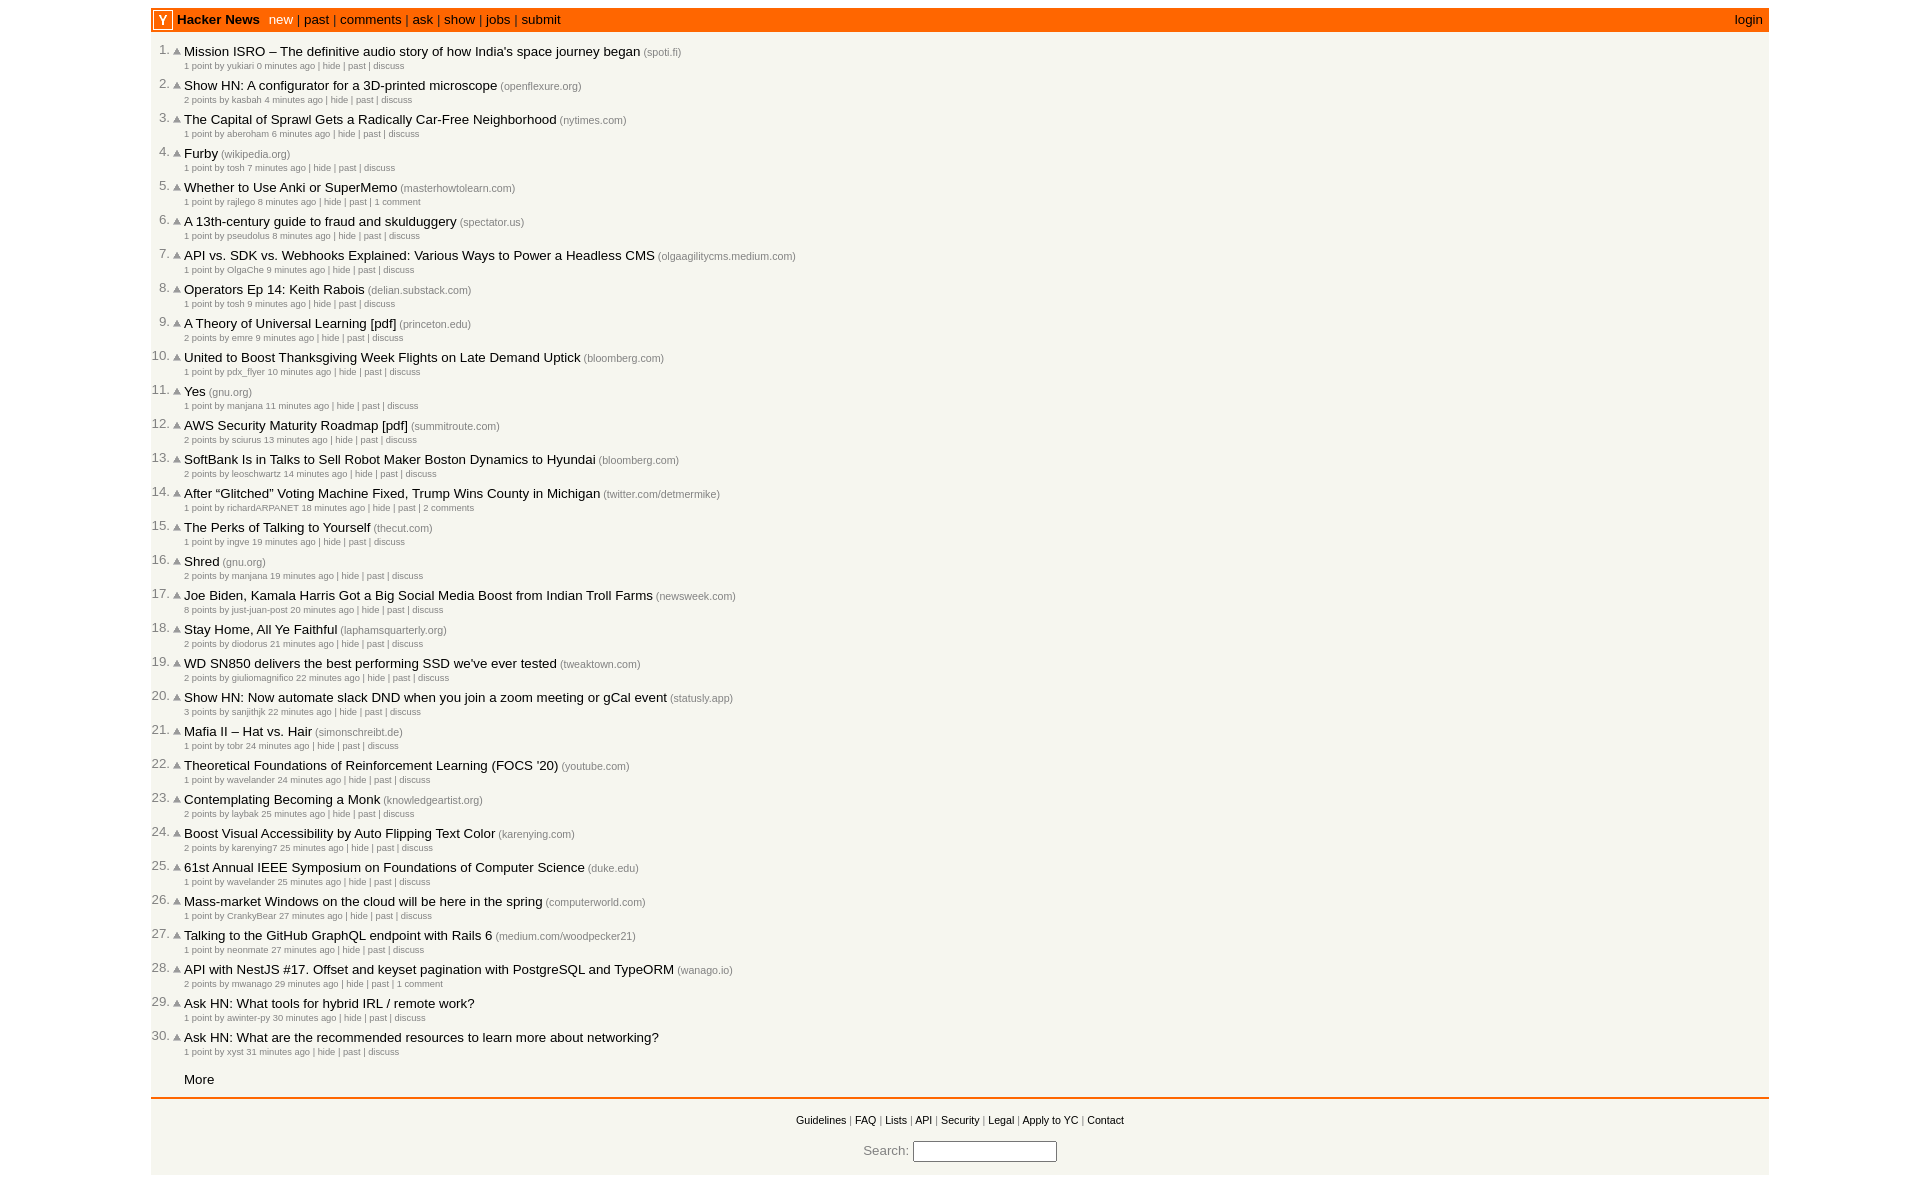 Y Hacker News new | past | comments | ask | show | jobs | submit login
1. Mission ISRO – The definitive audio story of how India's space journey began (spoti.fi)
1 point by yukiari 0 minutes ago | hide | past | discuss
2. Show HN: A configurator for a 3D-printed microscope (openflexure.org)
2 points by kasbah 4 minutes ago | hide | past | discuss
3. The Capital of Sprawl Gets a Radically Car-Free Neighborhood (nytimes.com)
1 point by aberoham 6 minutes ago | hide | past | discuss
4. Furby (wikipedia.org)
1 point by tosh 7 minutes ago | hide | past | discuss
5. Whether to Use Anki or SuperMemo (masterhowtolearn.com)
1 point by rajlego 8 minutes ago | hide | past | 1 comment
6. A 13th-century guide to fraud and skulduggery (spectator.us)
1 point by pseudolus 8 minutes ago | hide | past | discuss
7. API vs. SDK vs. Webhooks Explained: Various Ways to Power a Headless CMS (olgaagilitycms.medium.com)
1 point by OlgaChe 9 minutes ago | hide | past | discuss
8. Operators Ep 14: Keith Rabois (delian.substack.com)
1 point by tosh 9 minutes ago | hide | past | discuss
9. A Theory of Universal Learning [pdf] (princeton.edu)
2 points by emre 9 minutes ago | hide | past | discuss
10. United to Boost Thanksgiving Week Flights on Late Demand Uptick (bloomberg.com)
1 point by pdx_flyer 10 minutes ago | hide | past | discuss
11. Yes (gnu.org)
1 point by manjana 11 minutes ago | hide | past | discuss
12. AWS Security Maturity Roadmap [pdf] (summitroute.com)
2 points by sciurus 13 minutes ago | hide | past | discuss
13. SoftBank Is in Talks to Sell Robot Maker Boston Dynamics to Hyundai (bloomberg.com)
2 points by leoschwartz 14 minutes ago | hide | past | discuss
14. After “Glitched” Voting Machine Fixed, Trump Wins County in Michigan (twitter.com/detmermike)
1 point by richardARPANET 18 minutes ago | hide | past | 2 comments
15. The Perks of Talking to Yourself (thecut.com)
1 point by ingve 19 minutes ago | hide | past | discuss
16. Shred (gnu.org)
2 points by manjana 19 minutes ago | hide | past | discuss
17. Joe Biden, Kamala Harris Got a Big Social Media Boost from Indian Troll Farms (newsweek.com)
8 points by just-juan-post 20 minutes ago | hide | past | discuss
18. Stay Home, All Ye Faithful (laphamsquarterly.org)
2 points by diodorus 21 minutes ago | hide | past | discuss
19. WD SN850 delivers the best performing SSD we've ever tested (tweaktown.com)
2 points by giuliomagnifico 22 minutes ago | hide | past | discuss
20. Show HN: Now automate slack DND when you join a zoom meeting or gCal event (statusly.app)
3 points by sanjithjk 22 minutes ago | hide | past | discuss
21. Mafia II – Hat vs. Hair (simonschreibt.de)
1 point by tobr 24 minutes ago | hide | past | discuss
22. Theoretical Foundations of Reinforcement Learning (FOCS '20) (youtube.com)
1 point by wavelander 24 minutes ago | hide | past | discuss
23. Contemplating Becoming a Monk (knowledgeartist.org)
2 points by laybak 25 minutes ago | hide | past | discuss
24. Boost Visual Accessibility by Auto Flipping Text Color (karenying.com)
2 points by karenying7 25 minutes ago | hide | past | discuss
25. 61st Annual IEEE Symposium on Foundations of Computer Science (duke.edu)
1 point by wavelander 25 minutes ago | hide | past | discuss
26. Mass-market Windows on the cloud will be here in the spring (computerworld.com)
1 point by CrankyBear 27 minutes ago | hide | past | discuss
27. Talking to the GitHub GraphQL endpoint with Rails 6 (medium.com/woodpecker21)
1 point by neonmate 27 minutes ago | hide | past | discuss
28. API with NestJS #17. Offset and keyset pagination with PostgreSQL and TypeORM (wanago.io)
2 points by mwanago 29 minutes ago | hide | past | 1 comment
29. Ask HN: What tools for hybrid IRL / remote work?
1 point by awinter-py 30 minutes ago | hide | past | discuss
30. Ask HN: What are the recommended resources to learn more about networking?
1 point by xyst 31 minutes ago | hide | past | discuss
More
Guidelines | FAQ | Lists | API | Security | Legal | Apply to YC | Contact
Search: